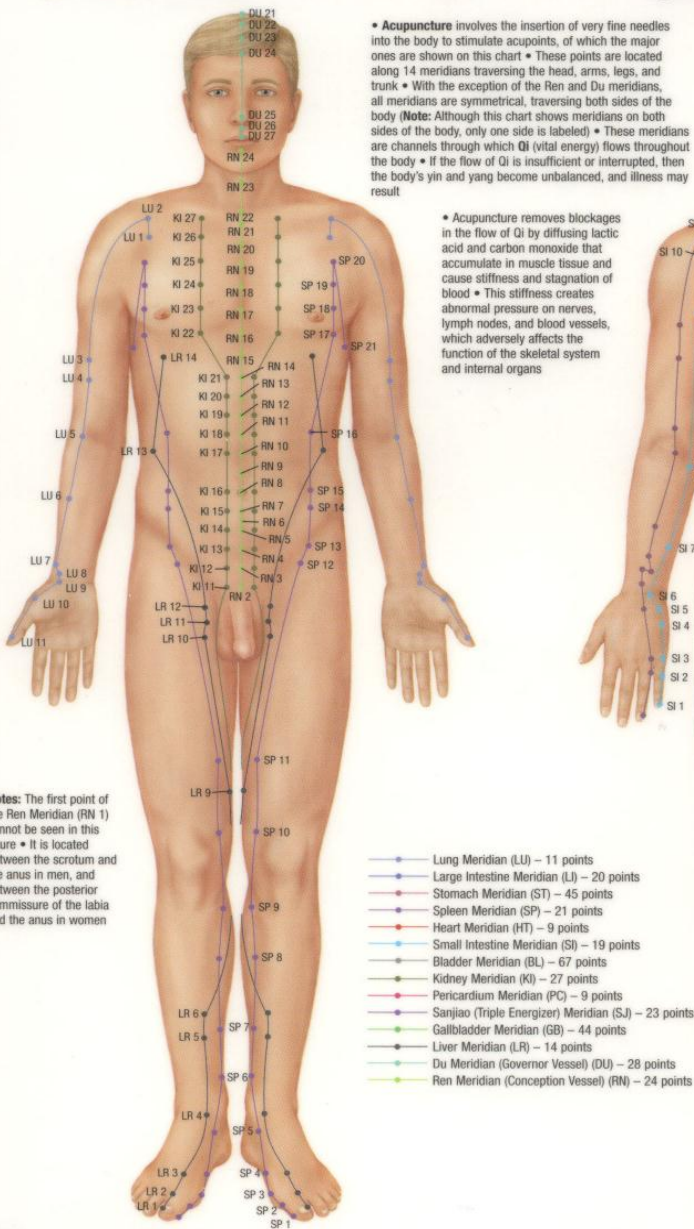 DU 21
DU 22
DU 23
DU 24
DU 25
DU 26
DU 27
RN 24
RN 23
RN 22
RN 21
RN 20
RN 19
RN 18
RN 17
RN 16
RN 15
RN 14
RN 13
RN 12
RN 11
RN 10
RN 9
RN 8
RN 7
RN 6
RN 5
RN 4
RN 3
RN 2
• Acupuncture involves the insertion of very fine needles
into the body to stimulate acupoints, of which the major
ones are shown on this chart • These points are located
along 14 meridians traversing the head, arms, legs, and
trunk • With the exception of the Ren and Du meridians,
all meridians are symmetrical, traversing both sides of the
body (Note: Although this chart shows meridians on both
sides of the body, only one side is labeled) • These meridians
are channels through which Qi (vital energy) flows throughout
the body • If the flow of Qi is insufficient or interrupted, then
the body's yin and yang become unbalanced, and illness may
result
• Acupuncture removes blockages
in the flow of Qi by diffusing lactic
acid and carbon monoxide that
accumulate in muscle tissue and
cause stiffness and stagnation of
blood • This stiffness creates
abnormal pressure on nerves,
lymph nodes, and blood vessels,
which adversely affects the
function of the skeletal system
and internal organs
LU 2
LU 1
LU 3
LU 4
LU 5
LU 6
LU 7
LU 8
LU 9
LU 10
LU 11
KI 27
KI 26
KI 25
KI 24
KI 23
KI 22
KI 21
KI 20
KI 19
KI 18
KI 17
KI 16
KI 15
KI 14
KI 13
KI 12
KI 11
LR 14
LR 13
LR 12
LR 11
LR 10
LR 9
LR 6
LR 5
LR 4
LR 3
LR 2
LR 1
SP 20
SP 19
SP 18
SP 17
SP 21
SP 16
SP 15
SP 14
SP 13
SP 12
SP 11
SP 10
SP 9
SP 8
SP 7
SP 6
SP 5
SP 4
SP 3
SP 2
SP 1
SI 10
SI 7
SI 6
SI 5
SI 4
SI 3
SI 2
SI 1
otes: The first point of
e Ren Meridian (RN 1)
nnot be seen in this
ure • It is located
tween the scrotum and
e anus in men, and
tween the posterior
mmissure of the labia
d the anus in women
Lung Meridian (LU) – 11 points
Large Intestine Meridian (LI) – 20 points
Stomach Meridian (ST) – 45 points
Spleen Meridian (SP) – 21 points
Heart Meridian (HT) – 9 points
Small Intestine Meridian (SI) – 19 points
Bladder Meridian (BL) – 67 points
Kidney Meridian (KI) – 27 points
Pericardium Meridian (PC) – 9 points
Sanjiao (Triple Energizer) Meridian (SJ) – 23 points
Gallbladder Meridian (GB) – 44 points
Liver Meridian (LR) – 14 points
Du Meridian (Governor Vessel) (DU) – 28 points
Ren Meridian (Conception Vessel) (RN) – 24 points